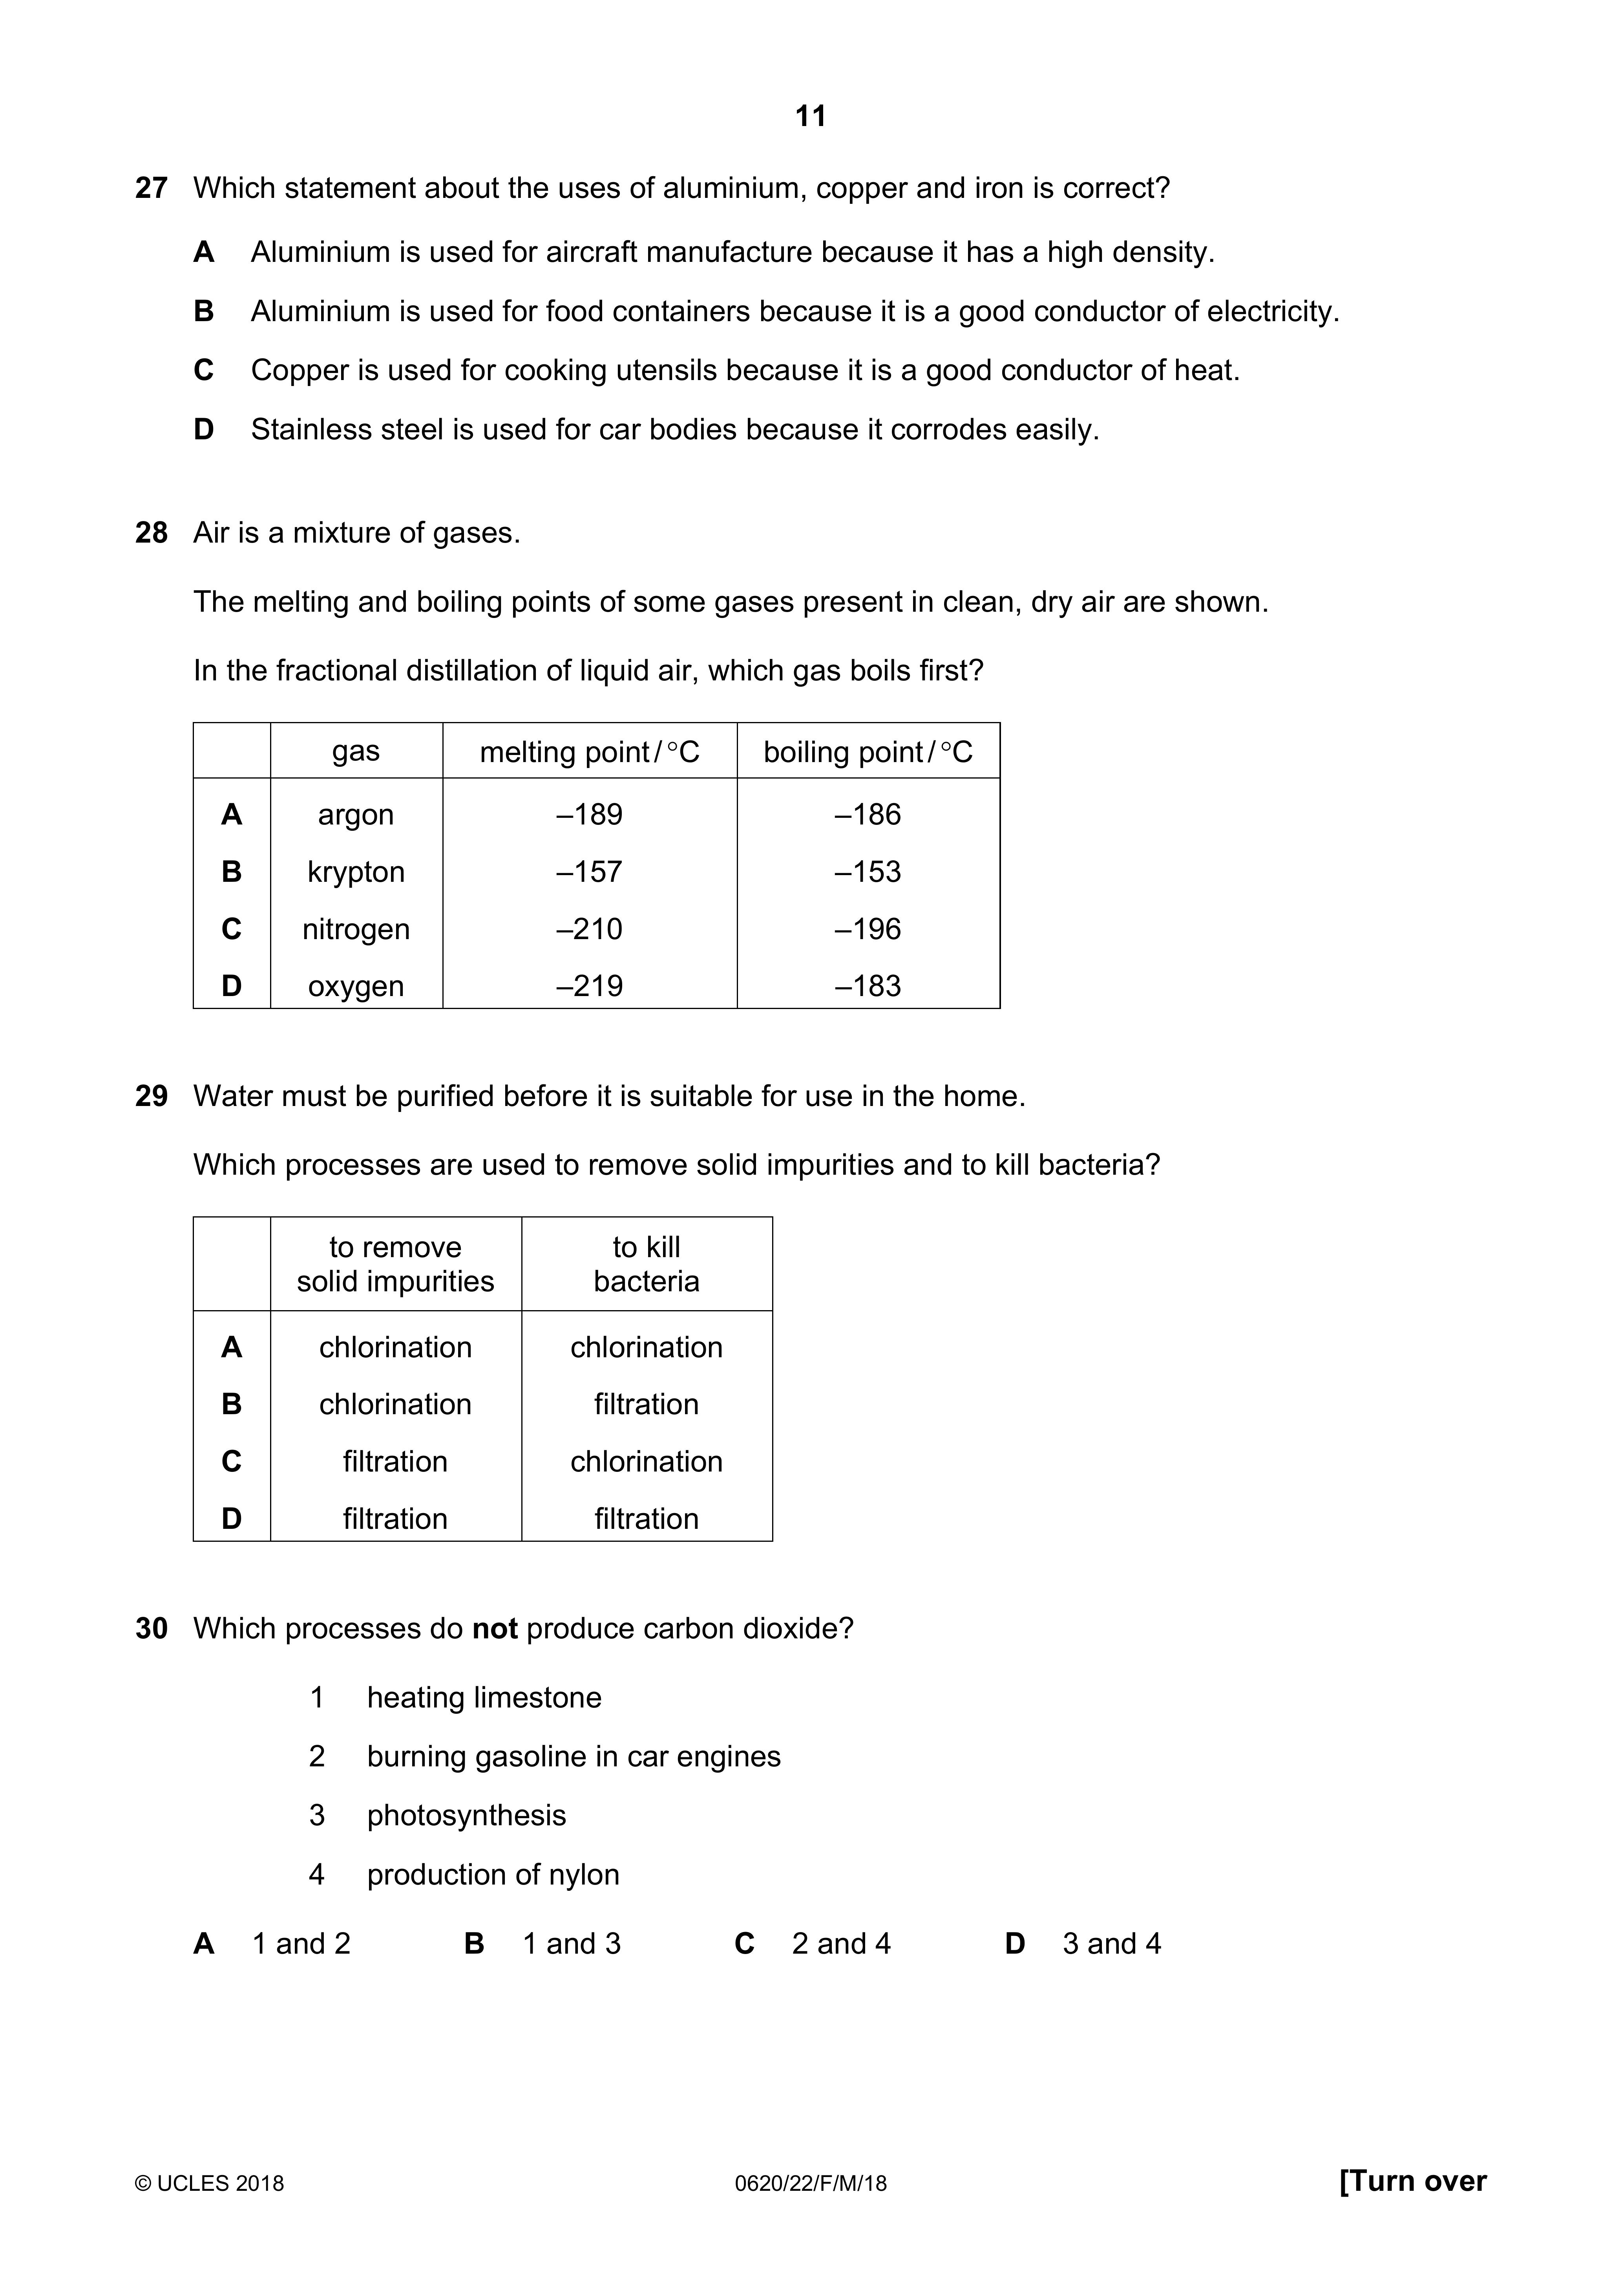 11
27 Which statement about the uses of aluminium, copper and iron is correct?
A Aluminium is used for aircraft manufacture because it has a high density.
B Aluminium is used for food containers because it is a good conductor of electricity.
C Copper is used for cooking utensils because it is a good conductor of heat.
D Stainless steel is used for car bodies because it corrodes easily.
28 Air is a mixture of gases.
The melting and boiling points of some gases present in clean, dry air are shown.
In the fractional distillation of liquid air, which gas boils first?
gas melting point / °C boiling point / °C
A argon –189 –186
B krypton –157 –153
C nitrogen –210 –196
D oxygen –219 –183
29 Water must be purified before it is suitable for use in the home.
Which processes are used to remove solid impurities and to kill bacteria?
to remove to kill
solid impurities bacteria
A chlorination chlorination
B chlorination filtration
C filtration chlorination
D filtration filtration
30 Which processes do not produce carbon dioxide?
1 heating limestone
2 burning gasoline in car engines
3 photosynthesis
4 production of nylon
A 1 and 2 B 1 and 3 C 2 and 4 D 3 and 4
© UCLES 2018 0620/22/F/M/18 [Turn over